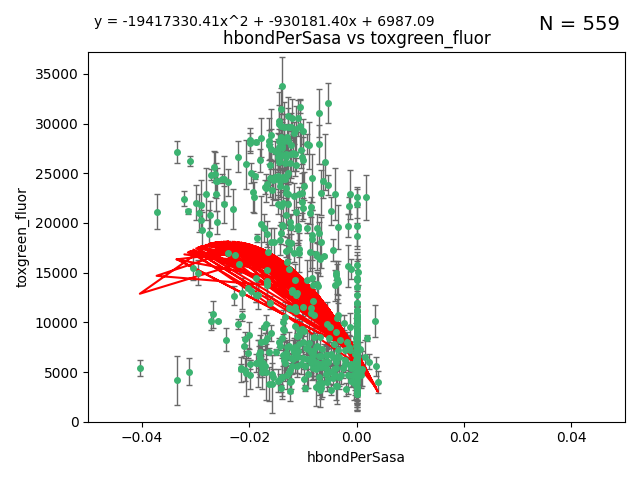 y = -19417330.41x^2 + -930181.40x + 6987.09
N = 559
hbondPerSasa vs toxgreen_fluor
35000
30000
25000
20000
15000
10000
5000
0
toxgreen_fluor
−0.04
−0.02
0.00
0.02
0.04
hbondPerSasa